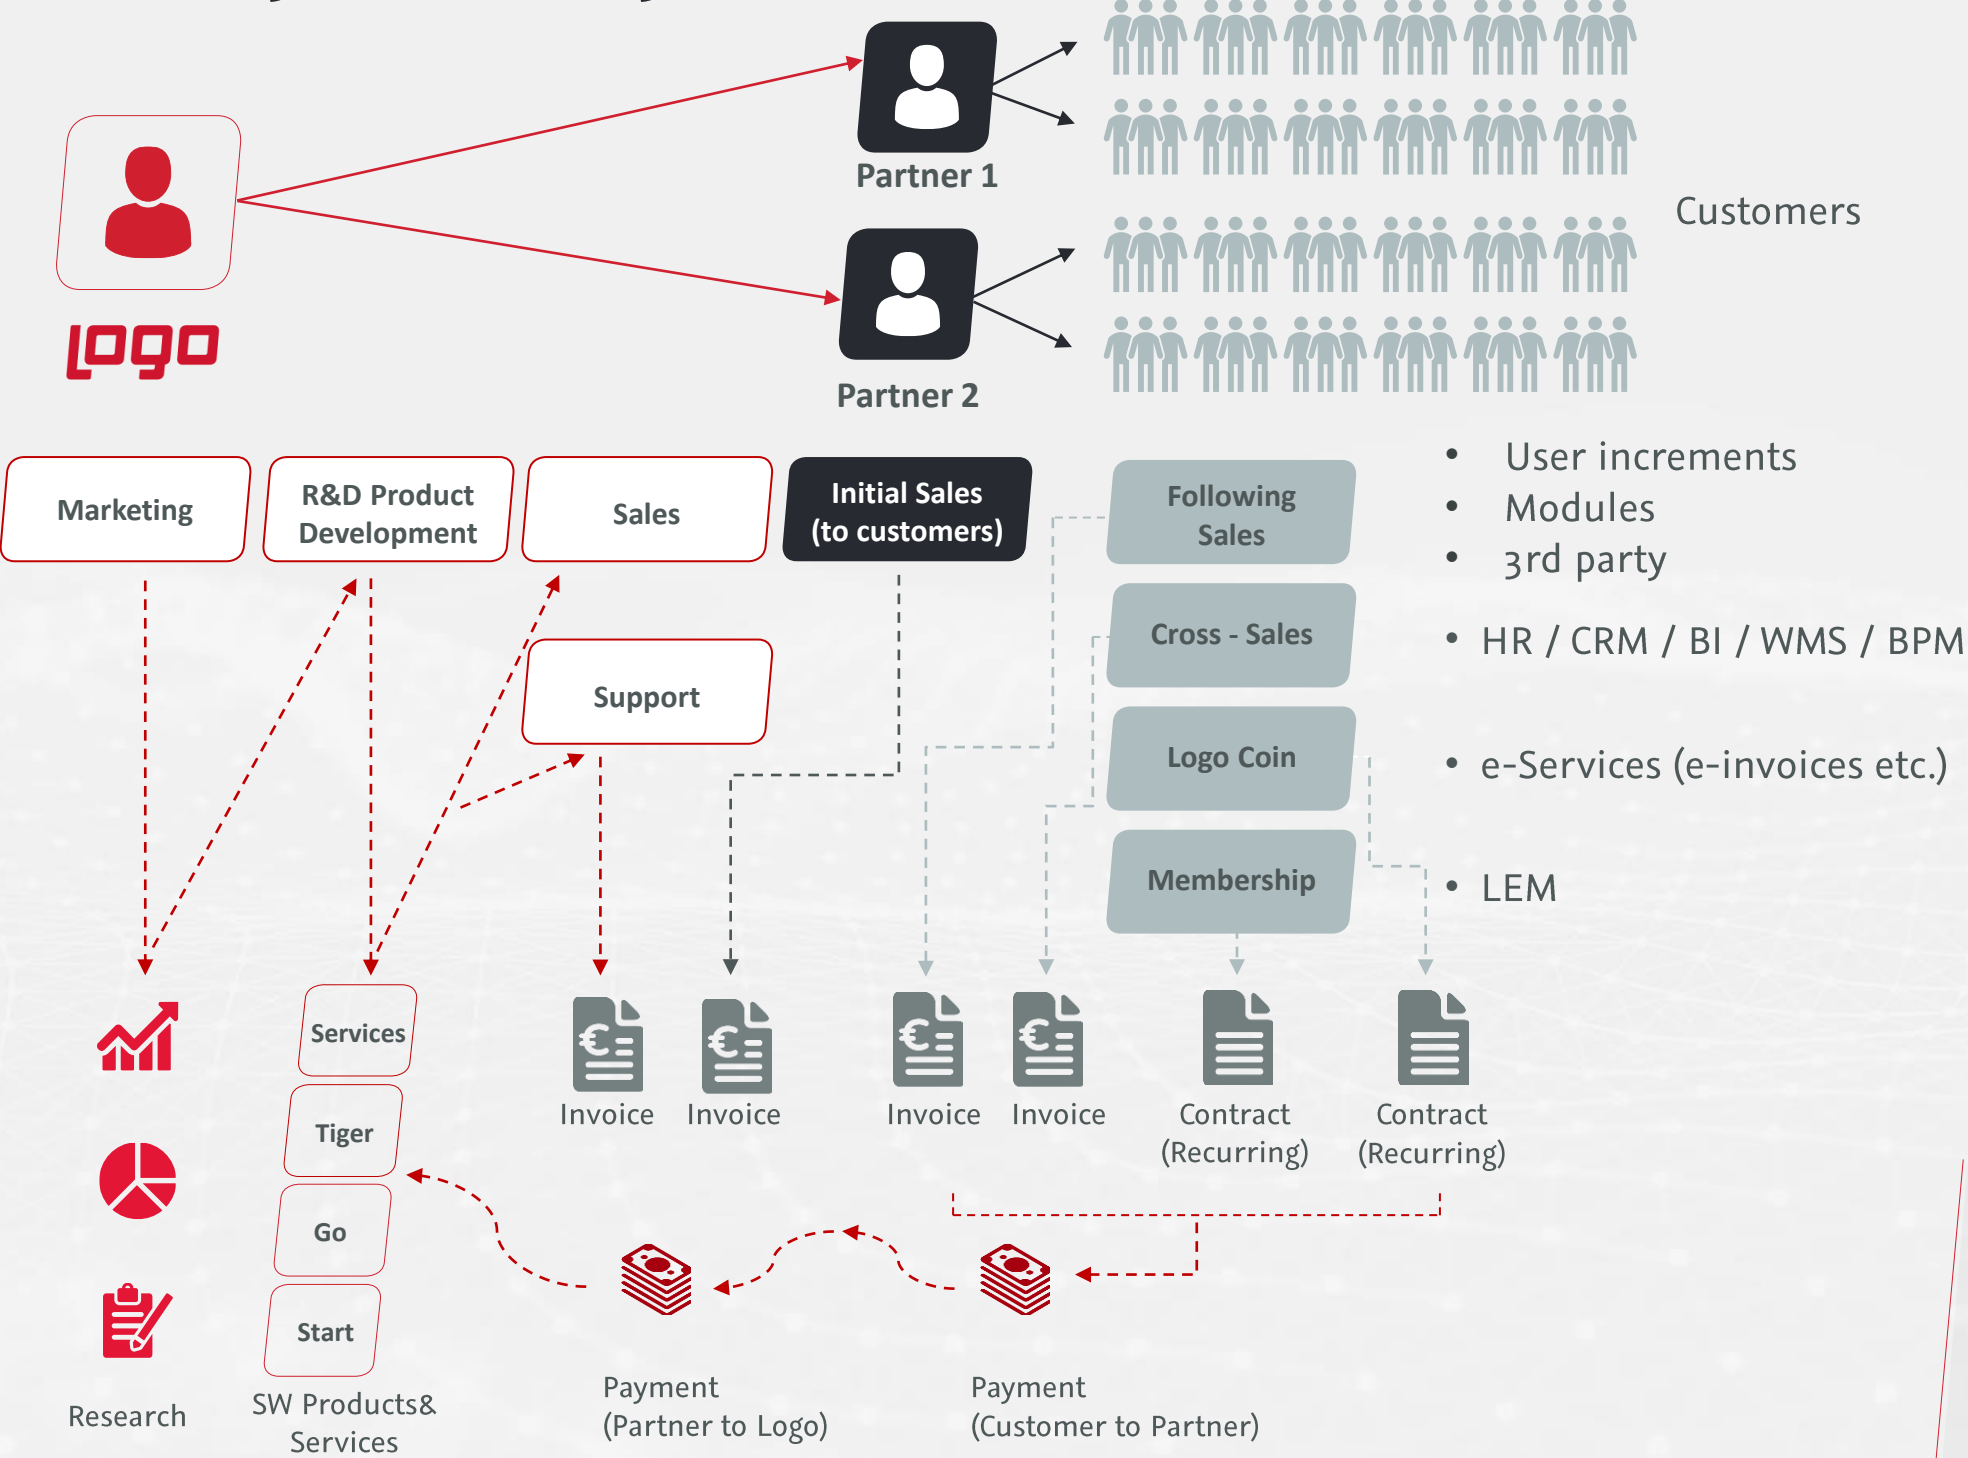 Partner 1
Customers
logo
Partner 2
Marketing
R&D Product
Development
Sales
Initial Sales
(to customers)
Following
Sales
• User increments
• Modules
• 3rd party
Support
Cross - Sales
• HR / CRM / BI / WMS / BPM
Logo Coin
• e-Services (e-invoices etc.)
Membership
• LEM
Services
Tiger
Go
Start
€
€
€
€
Invoice
Invoice
Invoice
Invoice
Contract
(Recurring)
Contract
(Recurring)
Research
SW Products&
Services
Payment
(Partner to Logo)
Payment
(Customer to Partner)